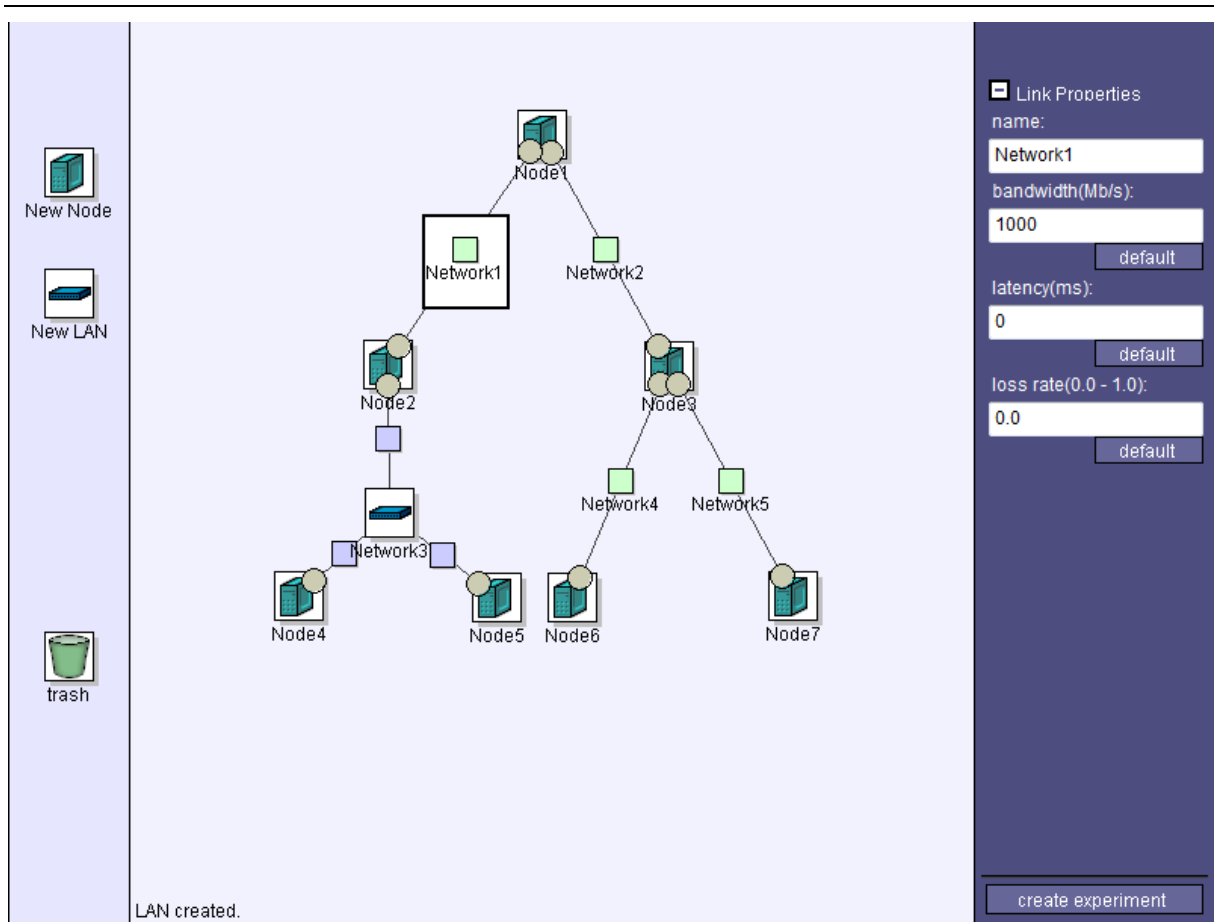 New Node
New LAN
trash
Node1
Network1
Network2
Node2
Node3
Network3
Network4
Network5
Node4
Node5
Node6
Node7
LAN created.
Link Properties
name:
Network1
bandwidth(Mb/s):
1000
default
latency(ms):
0
default
loss rate(0.0 - 1.0):
0.0
default
create experiment